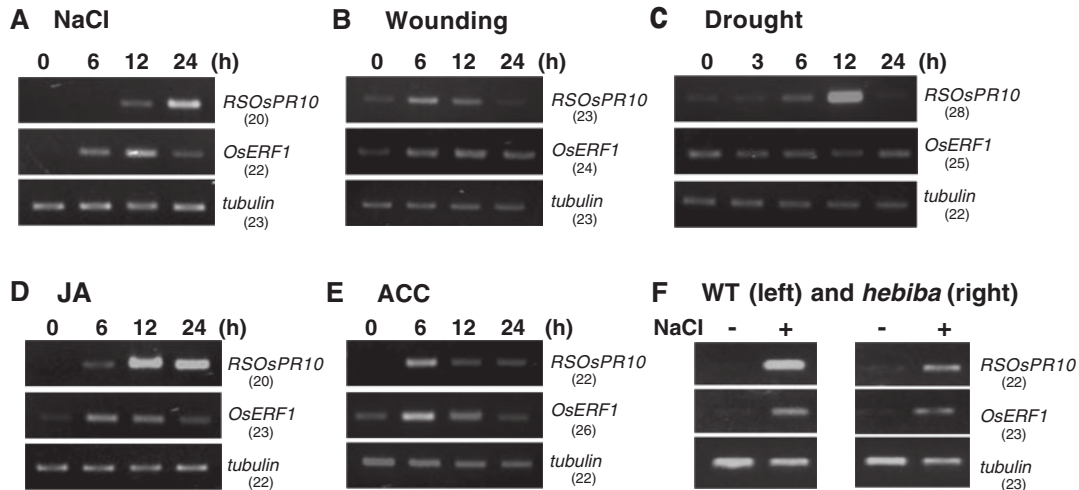 A NaCl
0 6 12 24 (h)
RSOsPR10
(20)
OsERF1
(22)
tubulin
(23)
B Wounding
0 6 12 24 (h)
RSOsPR10
(23)
OsERF1
(24)
tubulin
(23)
C Drought
0 3 6 12 24 (h)
RSOsPR10
(28)
OsERF1
(25)
tubulin
(22)
D JA
0 6 12 24 (h)
RSOsPR10
(20)
OsERF1
(23)
tubulin
(22)
E ACC
0 6 12 24 (h)
RSOsPR10
(22)
OsERF1
(26)
tubulin
(22)
F WT (left) and hebiba (right)
NaCl - + - +
RSOsPR10
(22)
OsERF1
(23)
tubulin
(23)